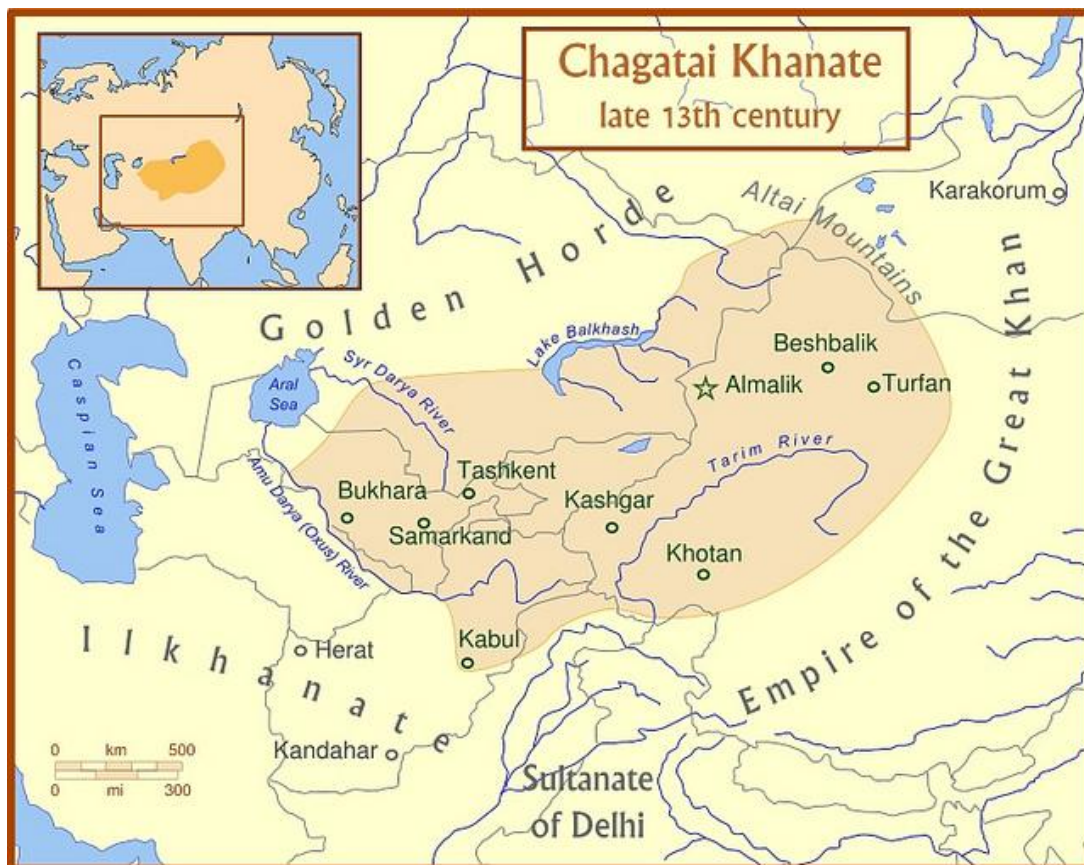 Chagatai Khanate
late 13th century
Karakorum
Altai Mountains
Golden Horde
Empire of the Great Khan
Lake Balkhash
Beshbalik
Almalik
Turfan
Syr Darya River
Aral
Sea
Caspian Sea
Tarim River
Tashkent
Bukhara
Kashgar
Samarkand
Amu Darya (Oxus) River
Khotan
Kabul
Ilkhanate
Herat
Kandahar
0 km 500
0 mi 300
Sultanate
of Delhi